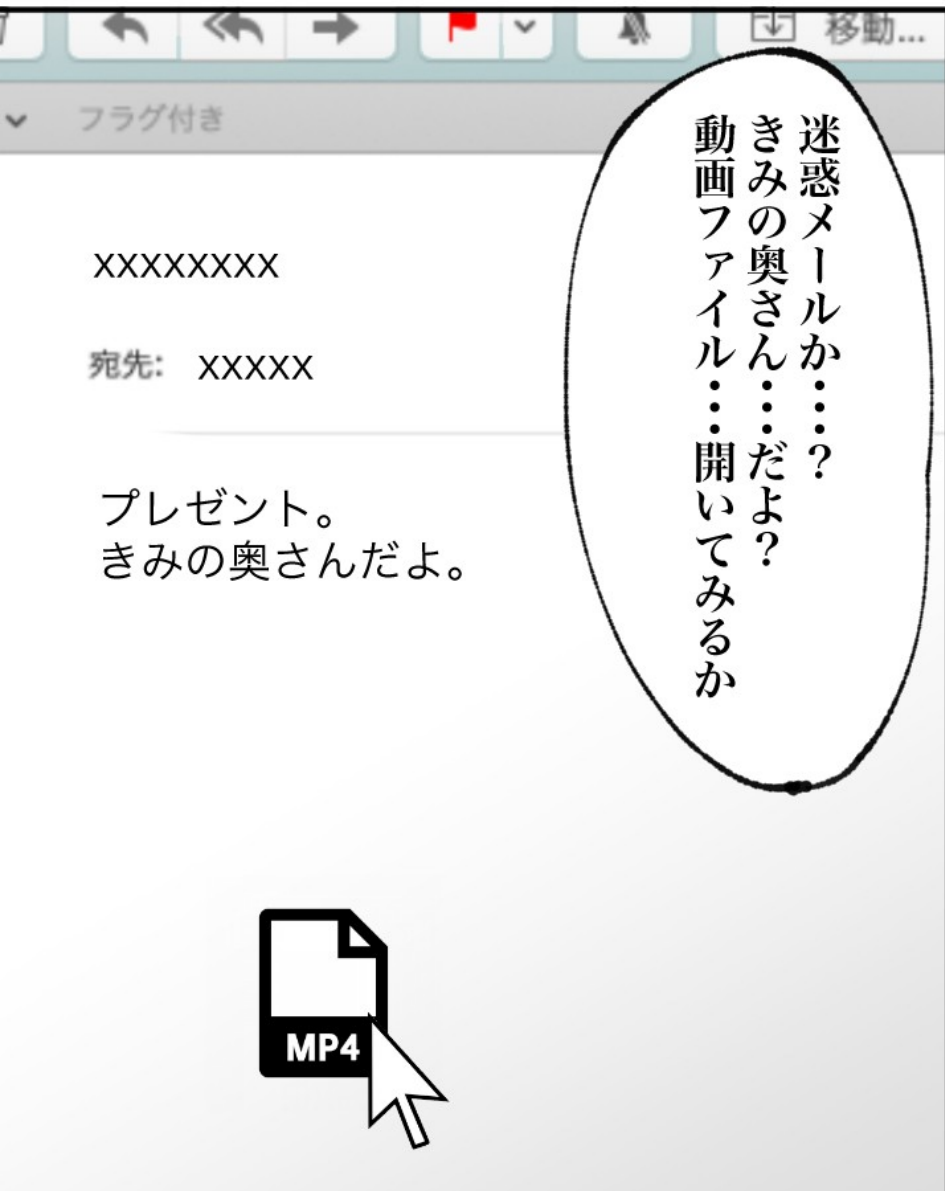 移動...
フラグ付き
迷惑メールか……？
きみの奥さん……だよ？
動画ファイル……開いてみるか
xxxxxxxx
宛先: xxxxx
プレゼント。
きみの奥さんだよ。
MP4